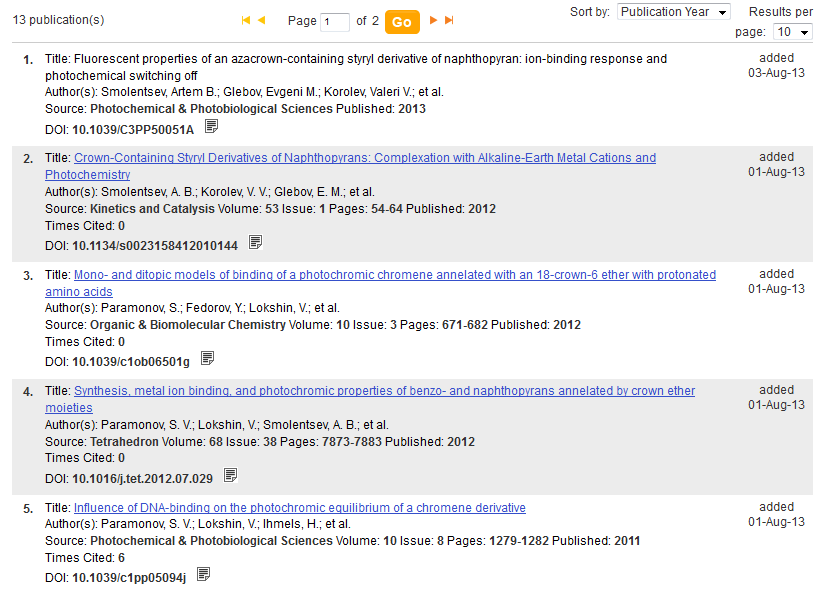 13 publication(s) Page 1 of 2 Go Sort by: Publication Year Results per
page: 10
1. Title: Fluorescent properties of an azacrown-containing styryl derivative of naphthopyran: ion-binding response and added
photochemical switching off 03-Aug-13
Author(s): Smolentsev, Artem B.; Glebov, Evgeni M.; Korolev, Valeri V.; et al.
Source: Photochemical & Photobiological Sciences Published: 2013
DOI: 10.1039/C3PP50051A
2. Title: Crown-Containing Styryl Derivatives of Naphthopyrans: Complexation with Alkaline-Earth Metal Cations and added
Photochemistry 01-Aug-13
Author(s): Smolentsev, A. B.; Korolev, V. V.; Glebov, E. M.; et al.
Source: Kinetics and Catalysis Volume: 53 Issue: 1 Pages: 54-64 Published: 2012
Times Cited: 0
DOI: 10.1134/s0023158412010144
3. Title: Mono- and ditopic models of binding of a photochromic chromene annelated with an 18-crown-6 ether with protonated added
amino acids 01-Aug-13
Author(s): Paramonov, S.; Fedorov, Y.; Lokshin, V.; et al.
Source: Organic & Biomolecular Chemistry Volume: 10 Issue: 3 Pages: 671-682 Published: 2012
Times Cited: 0
DOI: 10.1039/c1ob06501g
4. Title: Synthesis, metal ion binding, and photochromic properties of benzo- and naphthopyrans annelated by crown ether added
moieties 01-Aug-13
Author(s): Paramonov, S. V.; Lokshin, V.; Smolentsev, A. B.; et al.
Source: Tetrahedron Volume: 68 Issue: 38 Pages: 7873-7883 Published: 2012
Times Cited: 0
DOI: 10.1016/j.tet.2012.07.029
5. Title: Influence of DNA-binding on the photochromic equilibrium of a chromene derivative added
Author(s): Paramonov, S. V.; Lokshin, V.; Ihmels, H.; et al. 01-Aug-13
Source: Photochemical & Photobiological Sciences Volume: 10 Issue: 8 Pages: 1279-1282 Published: 2011
Times Cited: 6
DOI: 10.1039/c1pp05094j